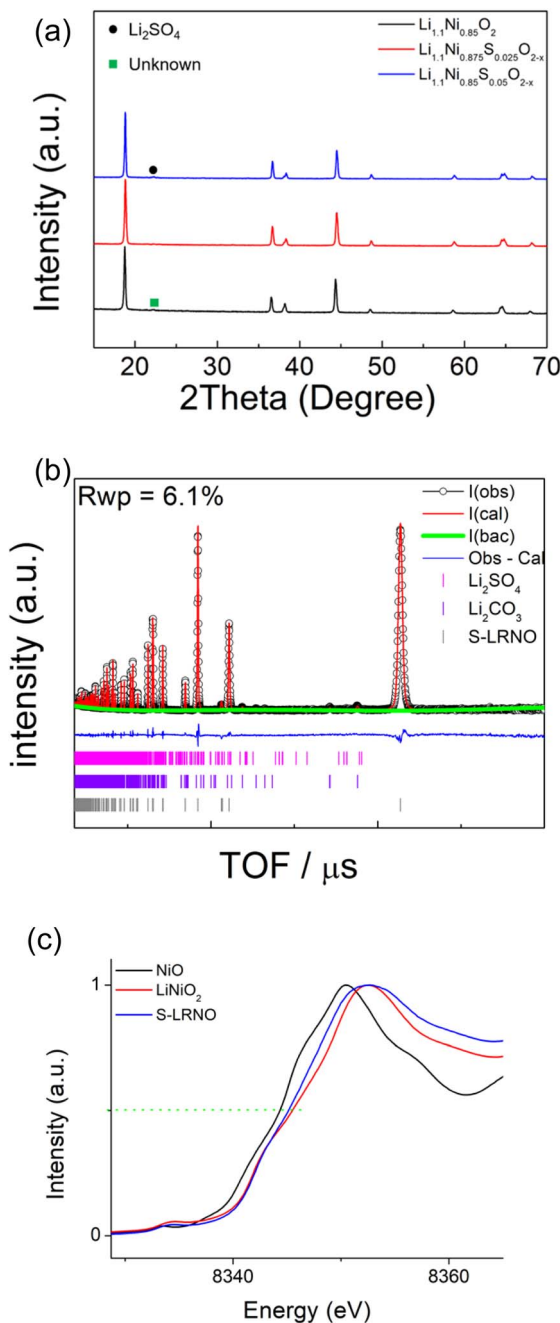 (a)
Li₂SO₄
Unknown
Li₁.₁Ni₀.₈₅O₂
Li₁.₁Ni₀.₈₇₅S₀.₀₂₅O₂₋ₓ
Li₁.₁Ni₀.₈₅S₀.₀₅O₂₋ₓ
Intensity (a.u.)
20 30 40 50 60 70
2Theta (Degree)
(b)
Rwp = 6.1%
I(obs)
I(cal)
I(bac)
Obs - Cal
Li₂SO₄
Li₂CO₃
S-LRNO
intensity (a.u.)
TOF / μs
(c)
NiO
LiNiO₂
S-LRNO
1
0
Intensity (a.u.)
8340 8360
Energy (eV)